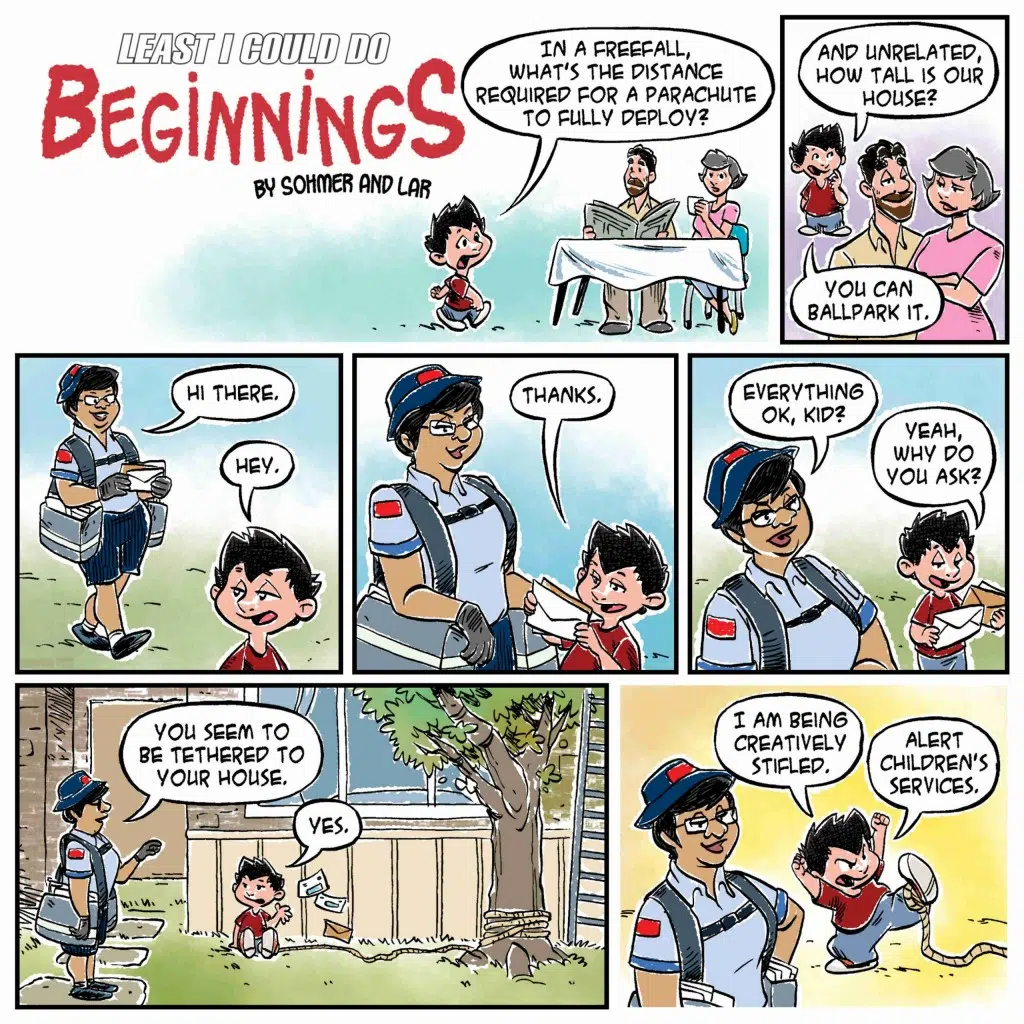 LEAST I COULD DO
BEGINNINGS
BY SOHMER AND LAR
IN A FREEFALL,
WHAT'S THE DISTANCE
REQUIRED FOR A PARACHUTE
TO FULLY DEPLOY?
AND UNRELATED,
HOW TALL IS OUR
HOUSE?
YOU CAN
BALLPARK IT.
HI THERE.
HEY.
THANKS.
EVERYTHING
OK, KID?
YEAH,
WHY DO
YOU ASK?
YOU SEEM TO
BE TETHERED TO
YOUR HOUSE.
YES.
I AM BEING
CREATIVELY
STIFLED.
ALERT
CHILDREN'S
SERVICES.